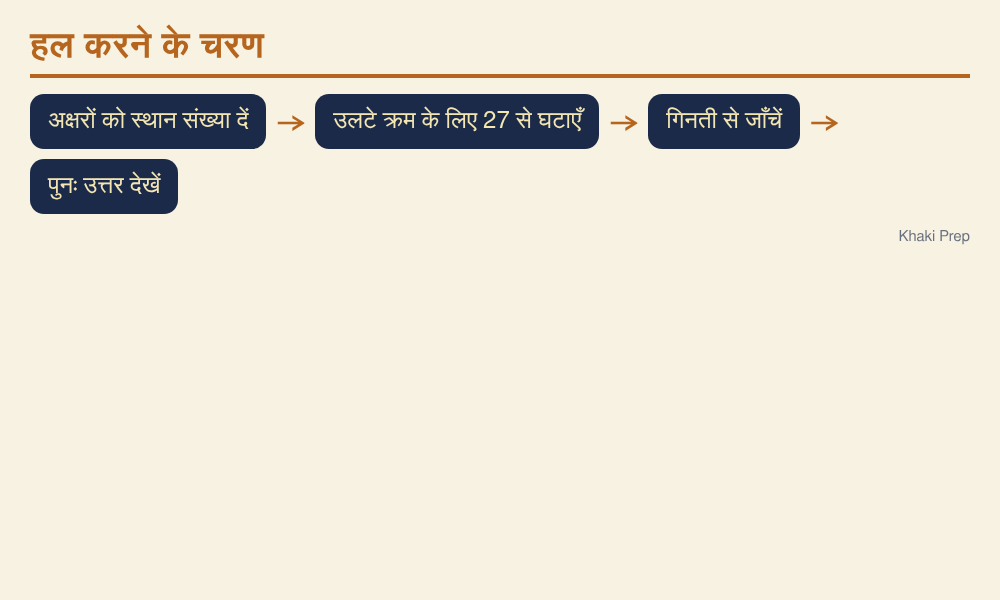 हल करने के चरण
अक्षरों को स्थान संख्या दें → उलटे क्रम के लिए 27 से घटाएँ → गिनती से जाँचें →
पुनः उत्तर देखें
Khaki Prep